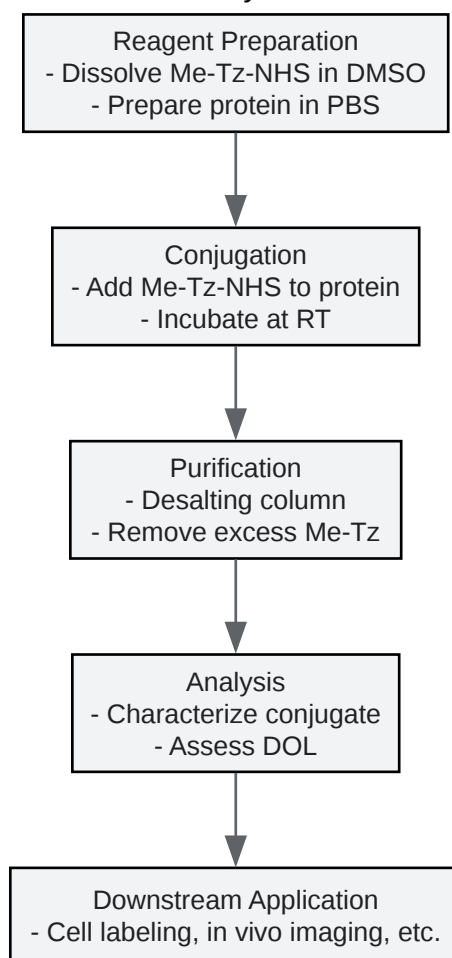 Reagent Preparation
- Dissolve Me-Tz-NHS in DMSO
- Prepare protein in PBS
Conjugation
- Add Me-Tz-NHS to protein
- Incubate at RT
Purification
- Desalting column
- Remove excess Me-Tz
Analysis
- Characterize conjugate
- Assess DOL
Downstream Application
- Cell labeling, in vivo imaging, etc.